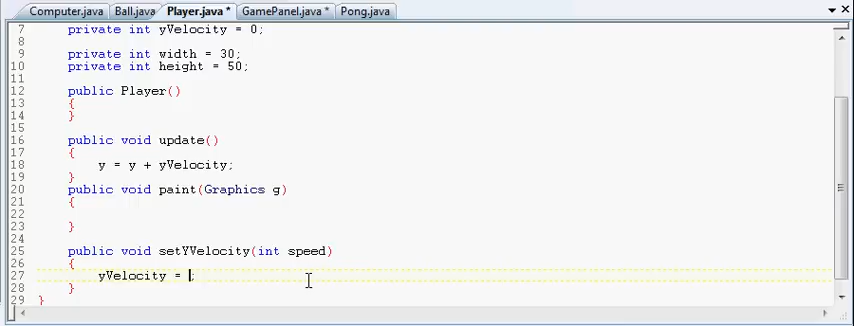 Computer.java Ball.java Player.java * GamePanel.java * Pong.java
7 private int yVelocity = 0;
8
9 private int width = 30;
10 private int height = 50;
11
12 public Player()
13 {
14 }
15
16 public void update()
17 {
18 y = y + yVelocity;
19 }
20 public void paint(Graphics g)
21 {
22
23 }
24
25 public void setYVelocity(int speed)
26 {
27 yVelocity = ;
28 }
29 }